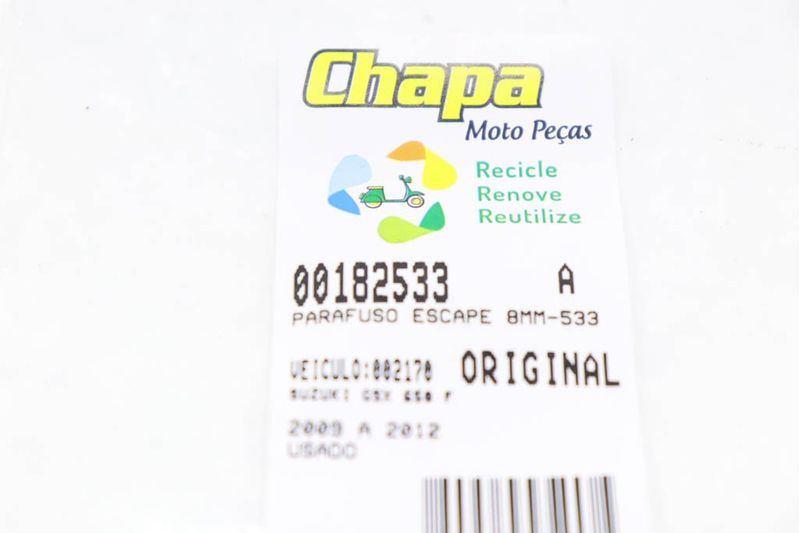 Chapa
Moto Peças
Recicle
Renove
Reutilize
00182533 A
PARAFUSO ESCAPE 8MM-533
VEICULO:002170 ORIGINAL
SUZUKI GSX 650 F
2009 A 2012
USADO